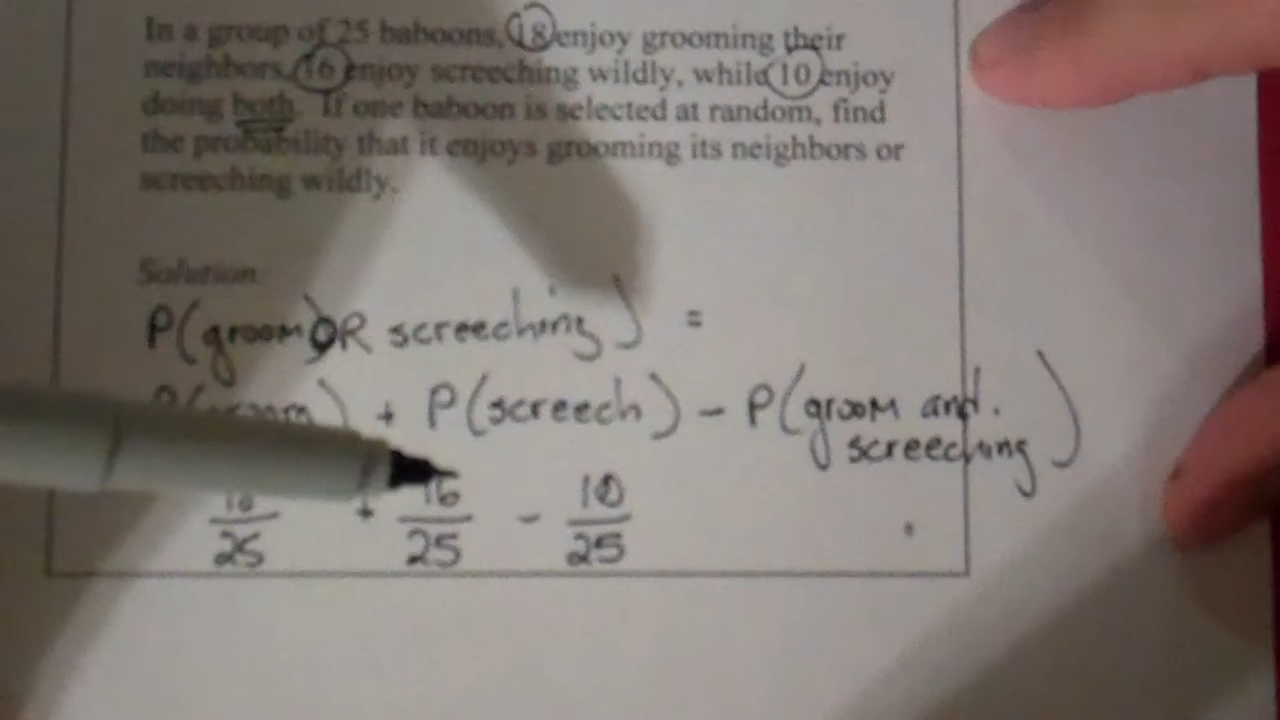 In a group of 25 baboons, 18 enjoy grooming their
neighbors, 16 enjoy screeching wildly, while 10 enjoy
doing both. If one baboon is selected at random, find
the probability that it enjoys grooming its neighbors or
screeching wildly.
Solution
P(groom OR screeching) =
+ P(screech) - P(groom and.
screeching)
25 + 16/25 - 10/25